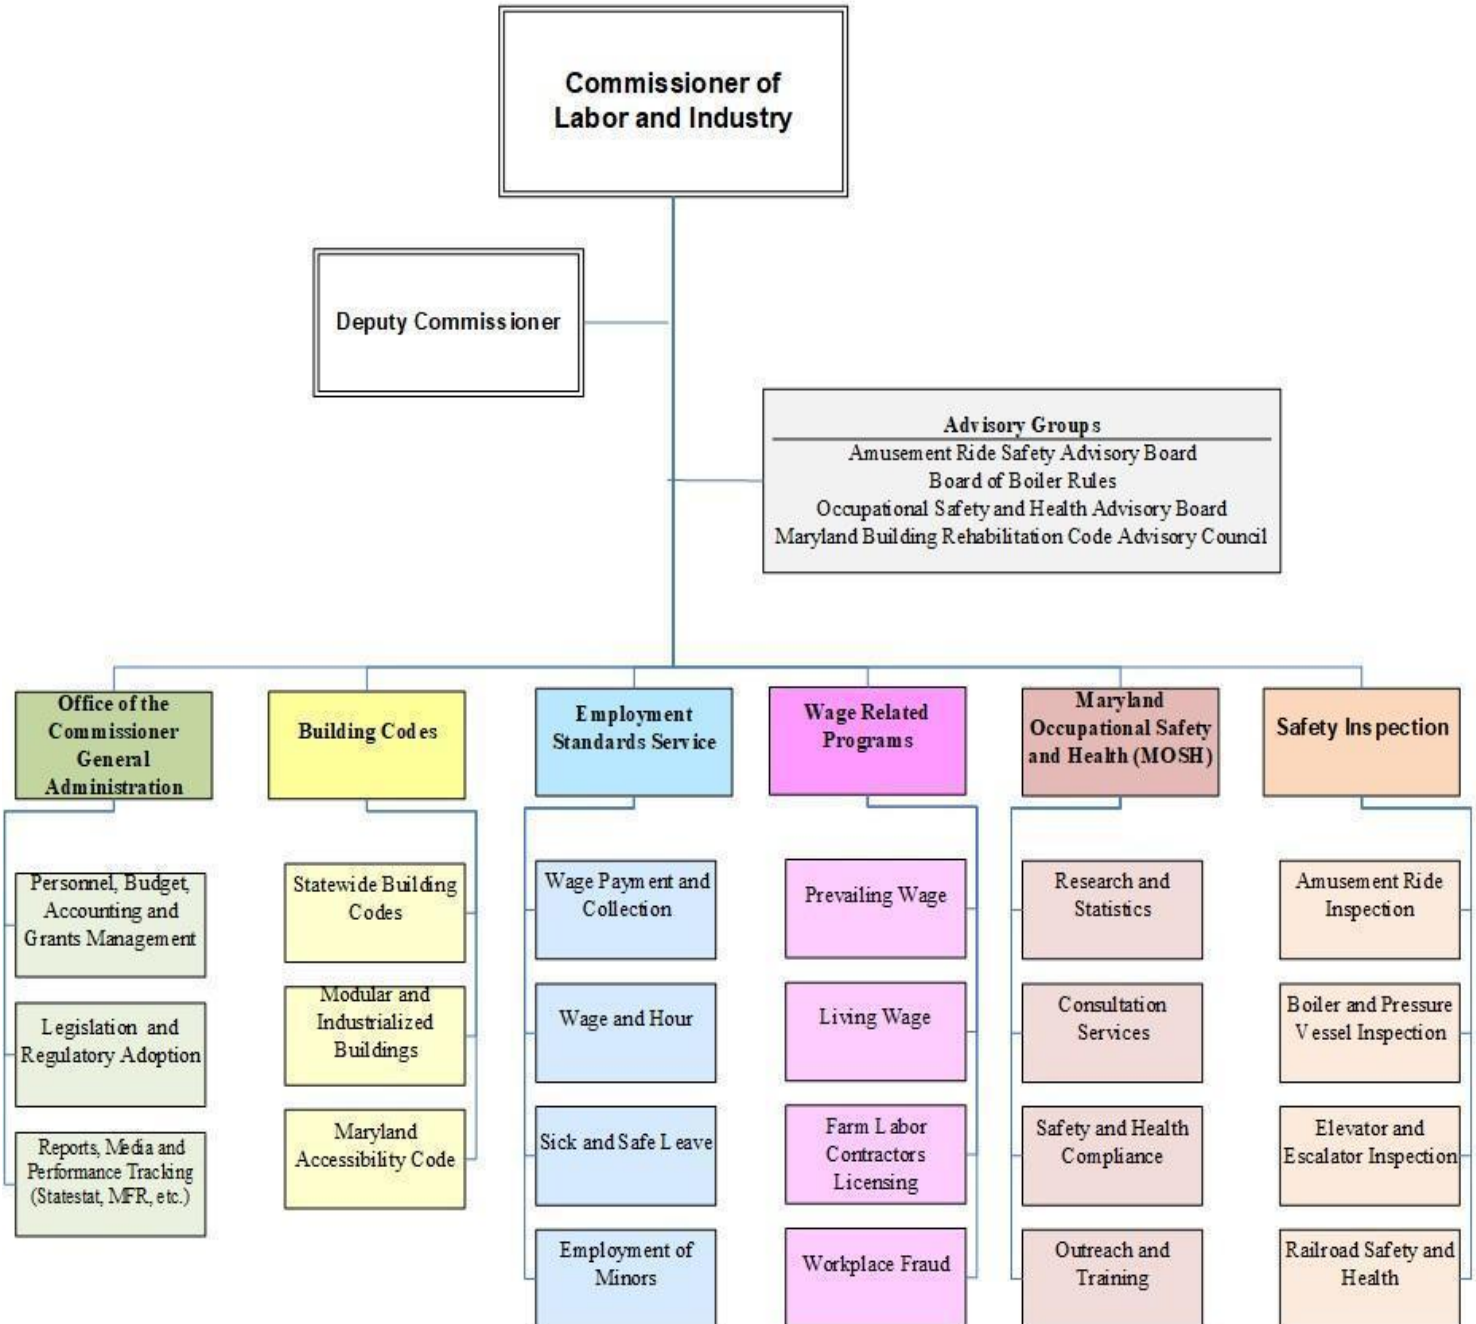 Commissioner of
Labor and Industry
Deputy Commissioner
Advisory Groups
Amusement Ride Safety Advisory Board
Board of Boiler Rules
Occupational Safety and Health Advisory Board
Maryland Building Rehabilitation Code Advisory Council
Office of the
Commissioner
General
Administration
Personnel, Budget,
Accounting and
Grants Management
Legislation and
Regulatory Adoption
Reports, Media and
Performance Tracking
(Statestat, MFR, etc.)
Building Codes
Statewide Building
Codes
Modular and
Industrialized
Buildings
Maryland
Accessibility Code
Employment
Standards Service
Wage Payment and
Collection
Wage and Hour
Sick and Safe Leave
Employment of
Minors
Wage Related
Programs
Prevailing Wage
Living Wage
Farm Labor
Contractors
Licensing
Workplace Fraud
Maryland
Occupational Safety
and Health (MOSH)
Research and
Statistics
Consultation
Services
Safety and Health
Compliance
Outreach and
Training
Safety Inspection
Amusement Ride
Inspection
Boiler and Pressure
Vessel Inspection
Elevator and
Escalator Inspection
Railroad Safety and
Health